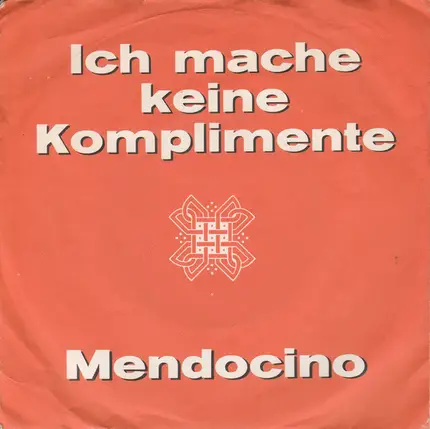 Ich mache
keine
Komplimente
Mendocino